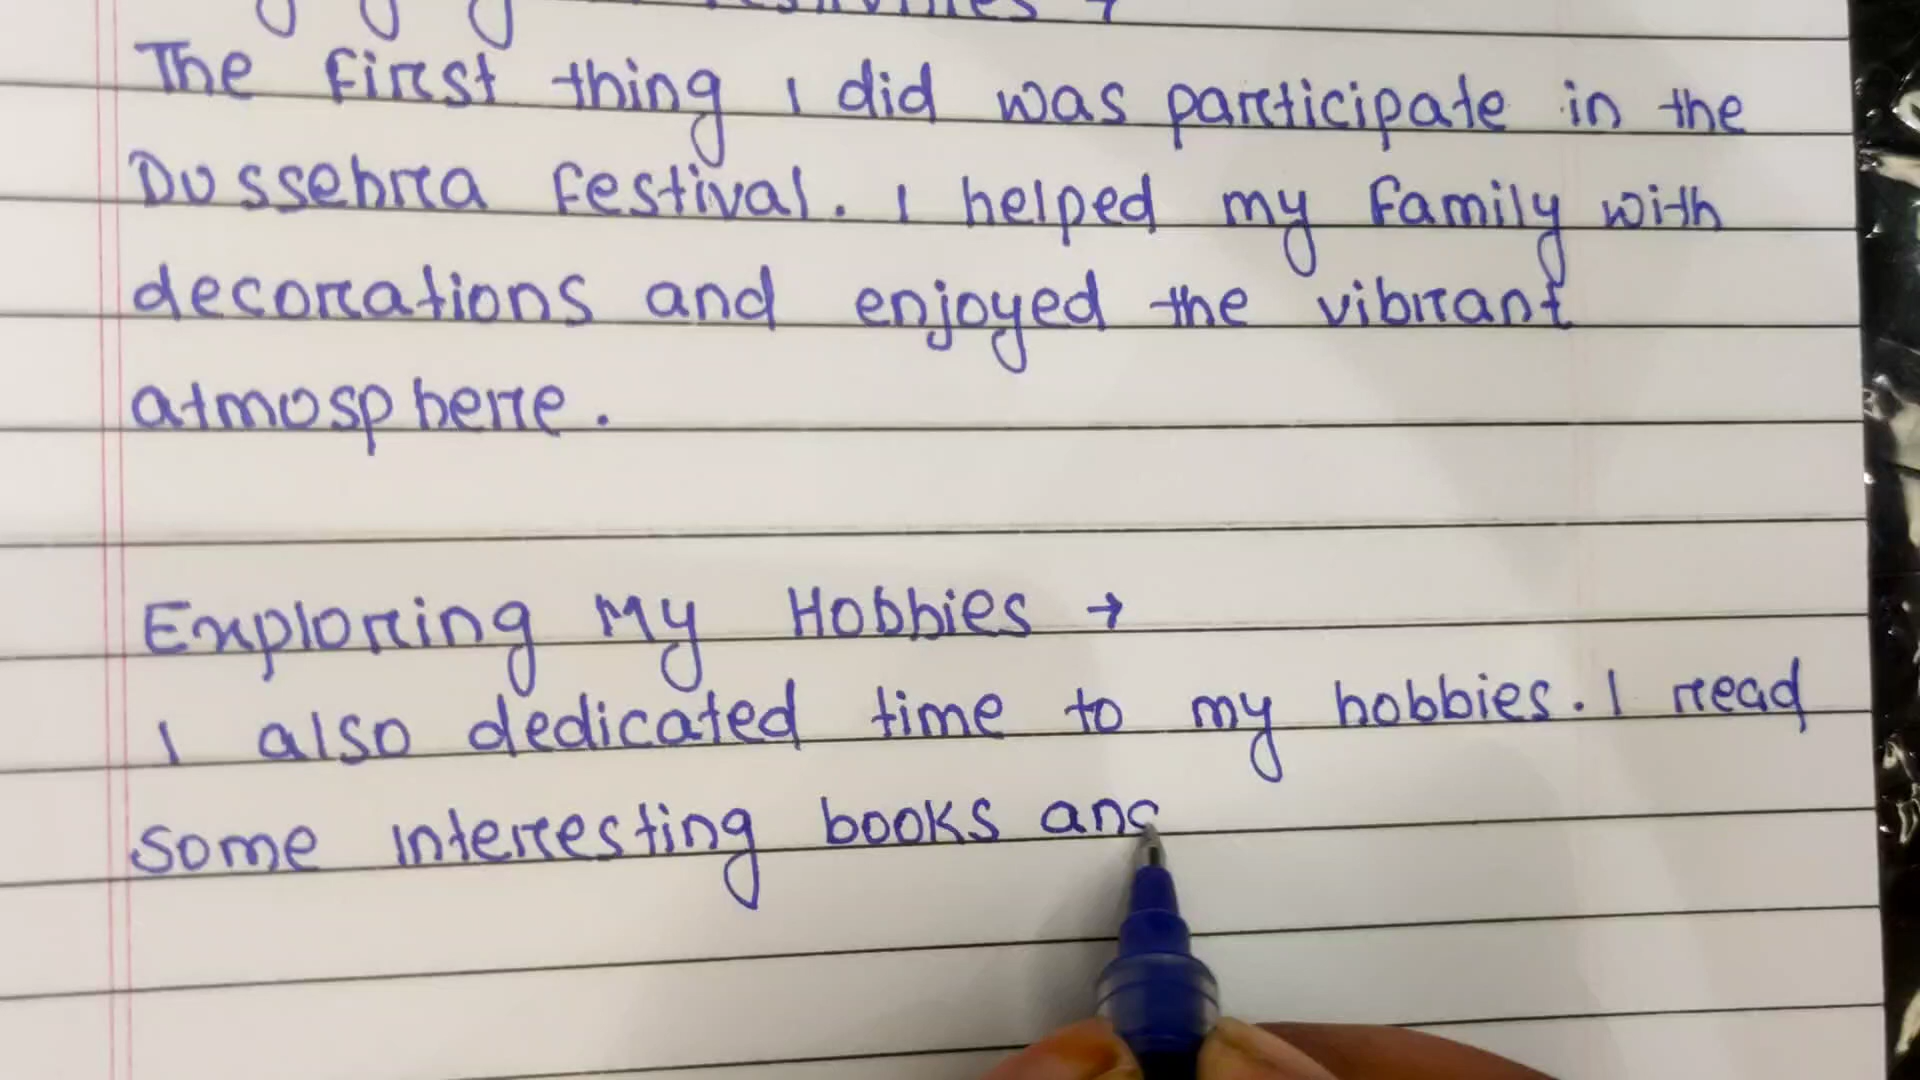 The first thing I did was participate in the
Dussehra festival. I helped my family with
decorations and enjoyed the vibrant
atmosphere.
Exploring My Hobbies →
I also dedicated time to my hobbies. I read
some interesting books and